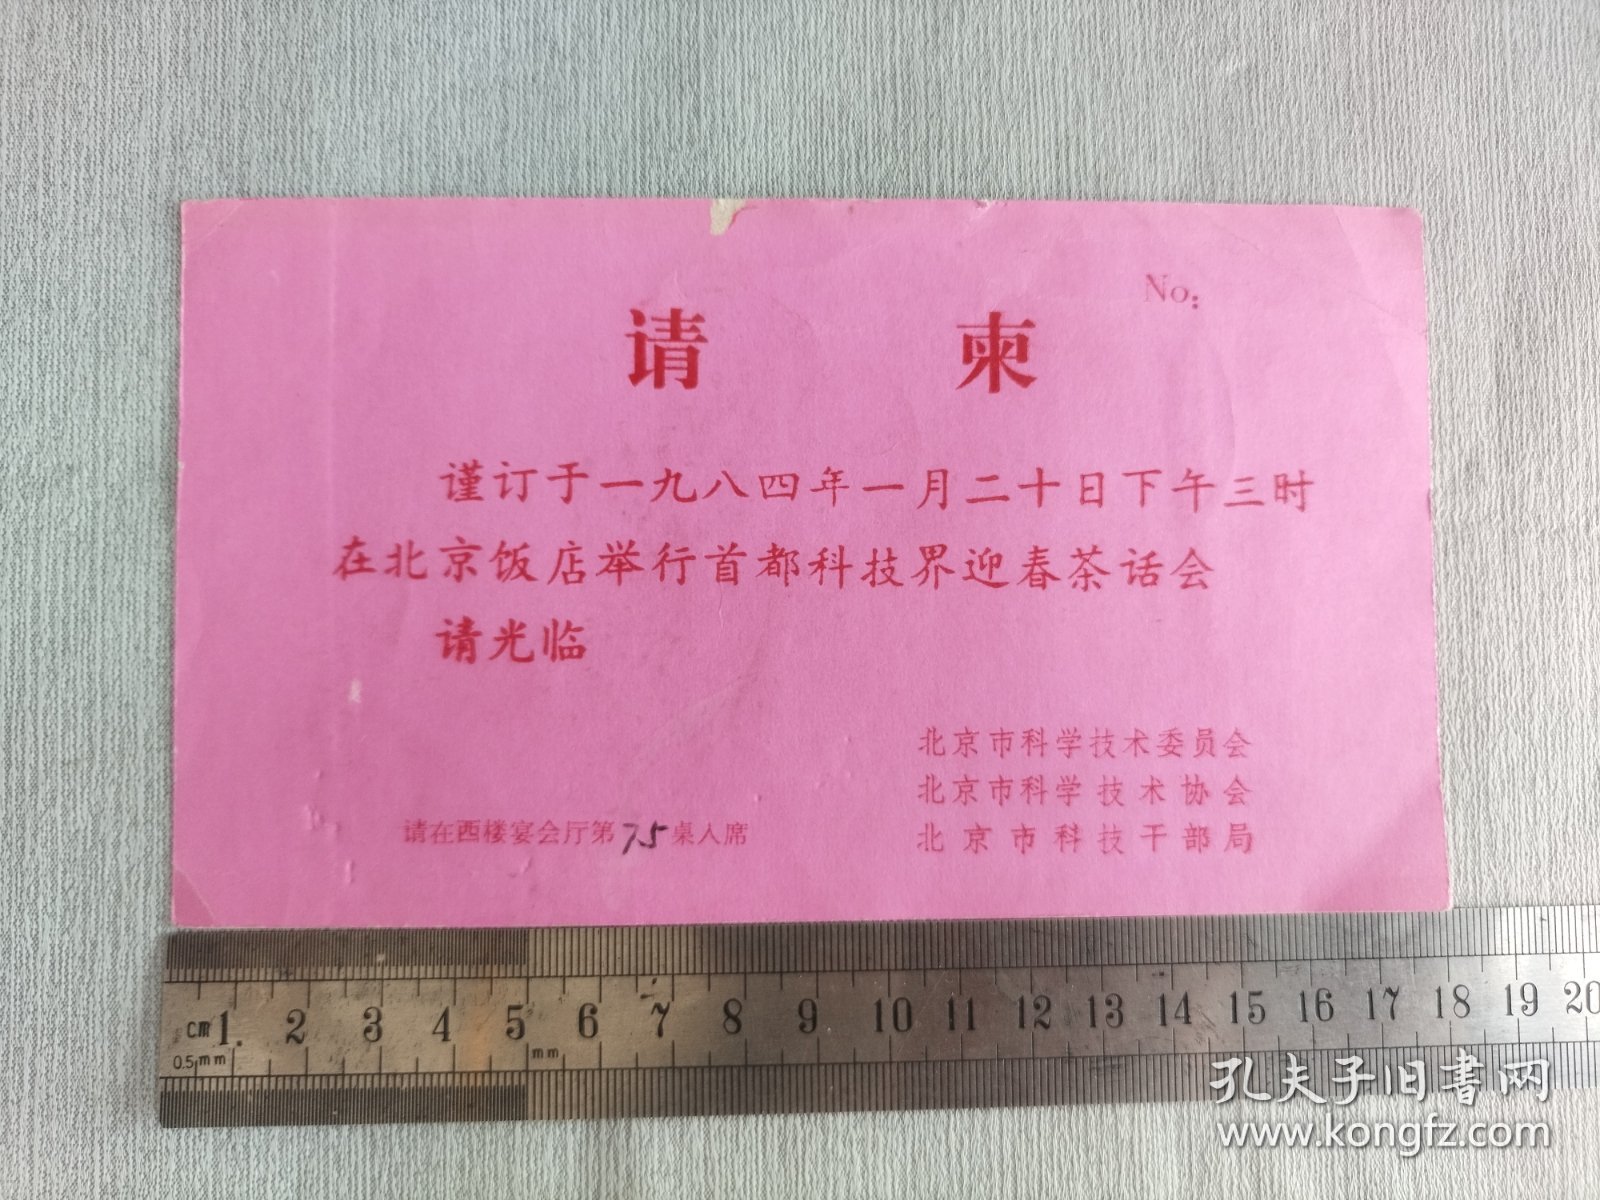 No:
请柬
谨订于一九八四年一月二十日下午三时
在北京饭店举行首都科技界迎春茶话会
请光临
北京市科学技术委员会
北京市科学技术协会
北京市科技干部局
请在西楼宴会厅第75桌入席
cm 1 2 3 4 5 6 7 8 9 10 11 12 13 14 15 16 17 18 19 20
0.5mm mm
孔夫子旧书网
www.kongfz.com